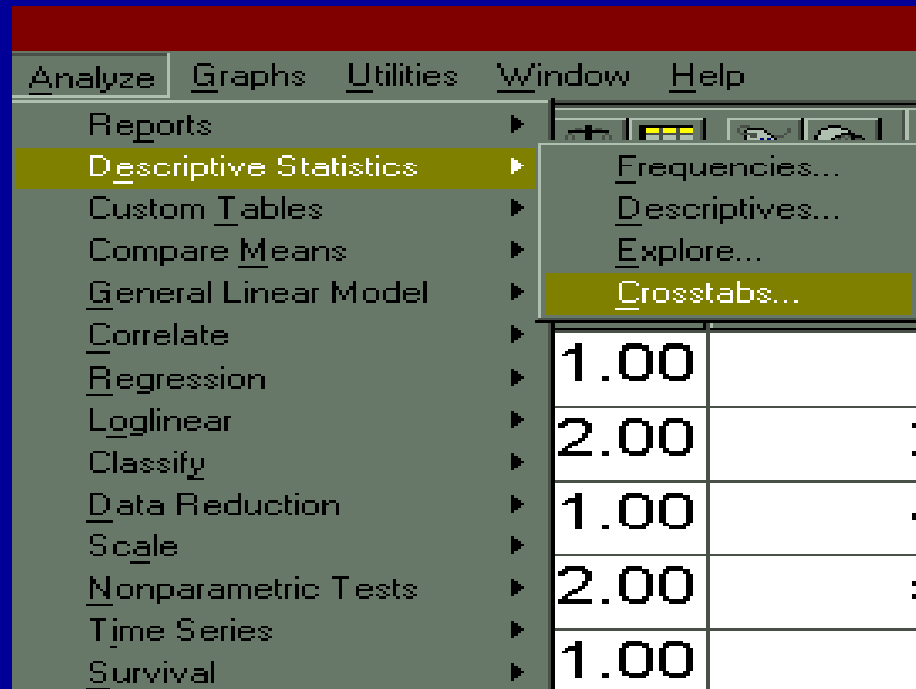 Analyze Graphs Utilities Window Help
Reports
Descriptive Statistics
Custom Tables
Compare Means
General Linear Model
Correlate
Regression
Loglinear
Classify
Data Reduction
Scale
Nonparametric Tests
Time Series
Survival
Frequencies...
Descriptives...
Explore...
Crosstabs...
1.00
2.00
1.00
2.00
1.00